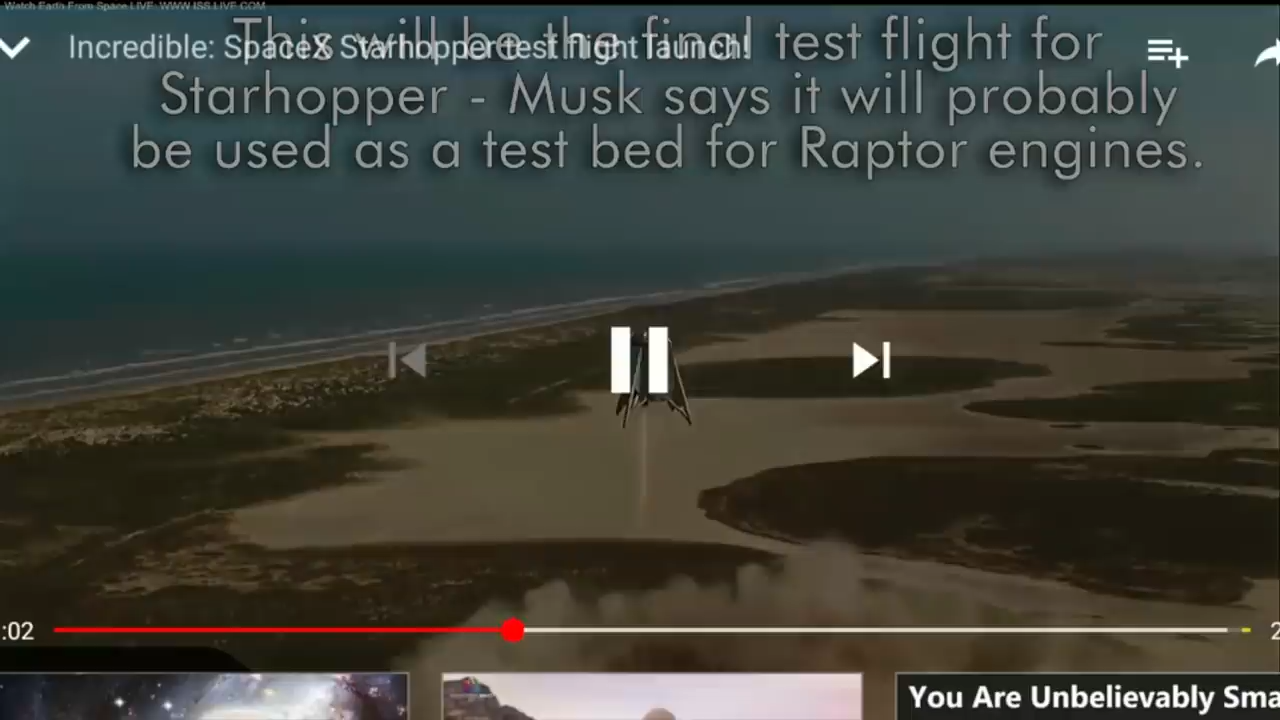 Watch Earth From Space LIVE: WWW.ISSLIVE.COM
Incredible: SpaceX Starhopper test flight launch!
This will be the final test flight for
Starhopper - Musk says it will probably
be used as a test bed for Raptor engines.
:02
2
You Are Unbelievably Sma